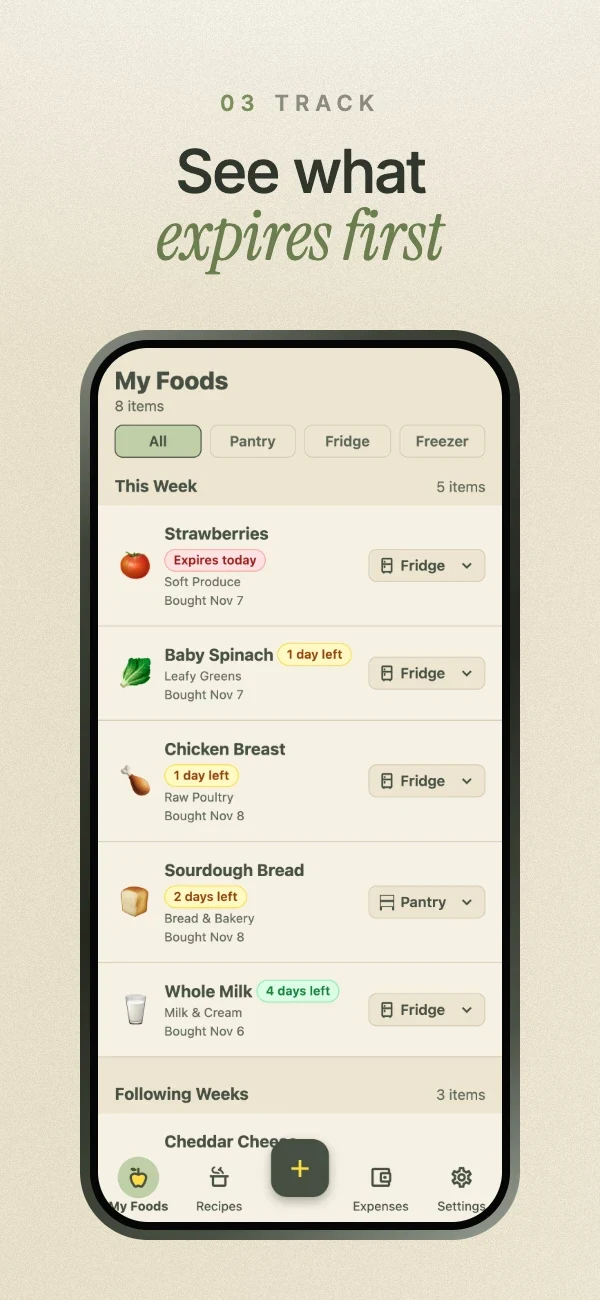 03 TRACK
See what
expires first
My Foods
8 items
All Pantry Fridge Freezer
This Week 5 items
Strawberries
Expires today
Soft Produce
Bought Nov 7
Fridge
Baby Spinach 1 day left
Leafy Greens
Bought Nov 7
Fridge
Chicken Breast
1 day left
Raw Poultry
Bought Nov 8
Fridge
Sourdough Bread
2 days left
Bread & Bakery
Bought Nov 8
Pantry
Whole Milk 4 days left
Milk & Cream
Bought Nov 6
Fridge
Following Weeks 3 items
Cheddar Cheese
+
My Foods Recipes Expenses Settings